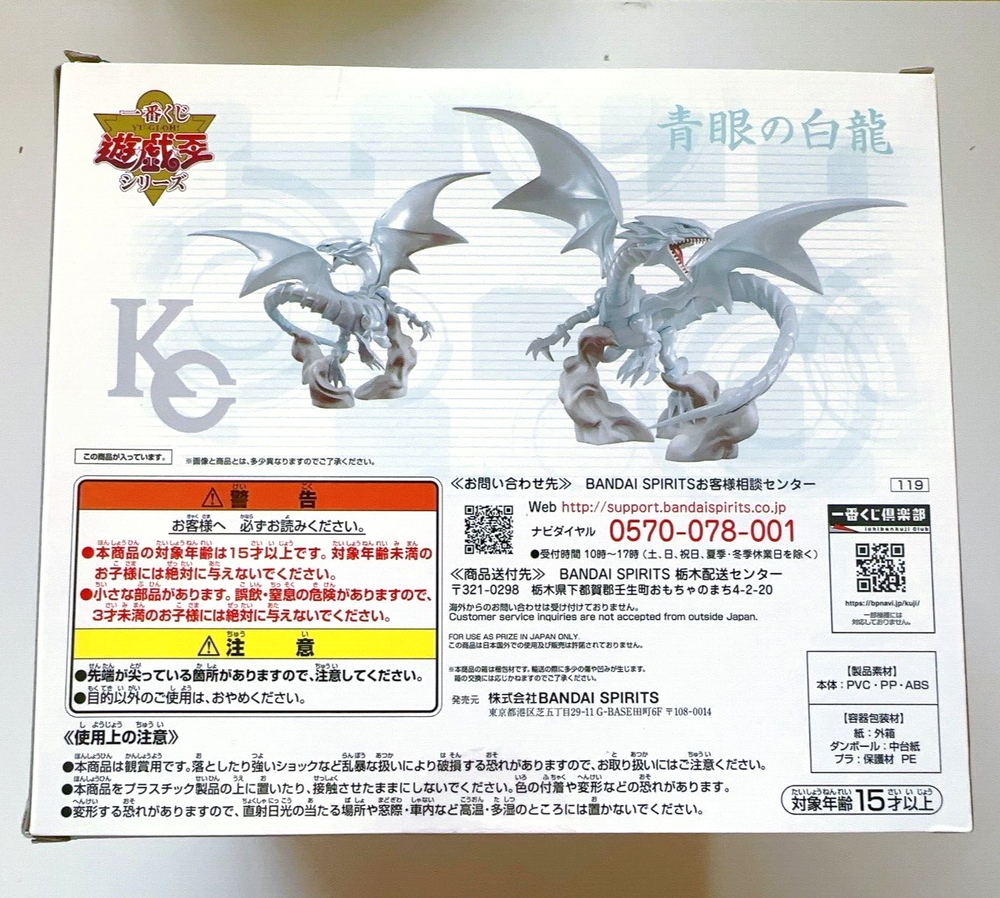 一番くじ
YU-GI-OH!
遊戯王
シリーズ
青眼の白龍
KC
この商品が入っています。
※画像と商品とは、多少異なりますのでご了承ください。
⚠警告
お客様へ 必ずお読みください。
●本商品の対象年齢は15才以上です。対象年齢未満の
お子様には絶対に与えないでください。
●小さな部品があります。誤飲・窒息の危険がありますので、
3才未満のお子様には絶対に与えないでください。
⚠注意
●先端が尖っている箇所がありますので、注意してください。
●目的以外のご使用は、おやめください。
《お問い合わせ先》 BANDAI SPIRITSお客様相談センター
Web http://support.bandaispirits.co.jp
ナビダイヤル 0570-078-001
●受付時間 10時～17時(土、日、祝日、夏季・冬季休業日を除く)
《商品送付先》 BANDAI SPIRITS 栃木配送センター
〒321-0298 栃木県下都賀郡壬生町おもちゃのまち4-2-20
海外からのお問い合わせは受け付けておりません。
Customer service inquiries are not accepted from outside Japan.
FOR USE AS PRIZE IN JAPAN ONLY.
この商品は日本国外での使用及び販売は許諾されておりません。
※本商品の箱は梱包材です。輸送の際に多少の傷や凹みが生じます。
箱の交換には応じかねますのでご了承ください。
発売元 株式会社BANDAI SPIRITS
東京都港区芝五丁目29-11 G-BASE田町6F 〒108-0014
119
一番くじ倶楽部
Ichibankuji Club
https://bpnavi.jp/kuji/
一部機種には
対応しておりません。
【製品素材】
本体:PVC・PP・ABS
【容器包装材】
紙:外箱
ダンボール:中台紙
プラ:保護材 PE
対象年齢15才以上
《使用上の注意》
●本商品は観賞用です。落としたり強いショックなど乱暴な扱いにより破損する恐れがありますので、お取り扱いにはご注意ください。
●本商品をプラスチック製品の上に置いたり、接触させたままにしないでください。色の付着や変形などの恐れがあります。
●変形する恐れがありますので、直射日光の当たる場所や窓際・車内など高温・多湿のところには置かないでください。